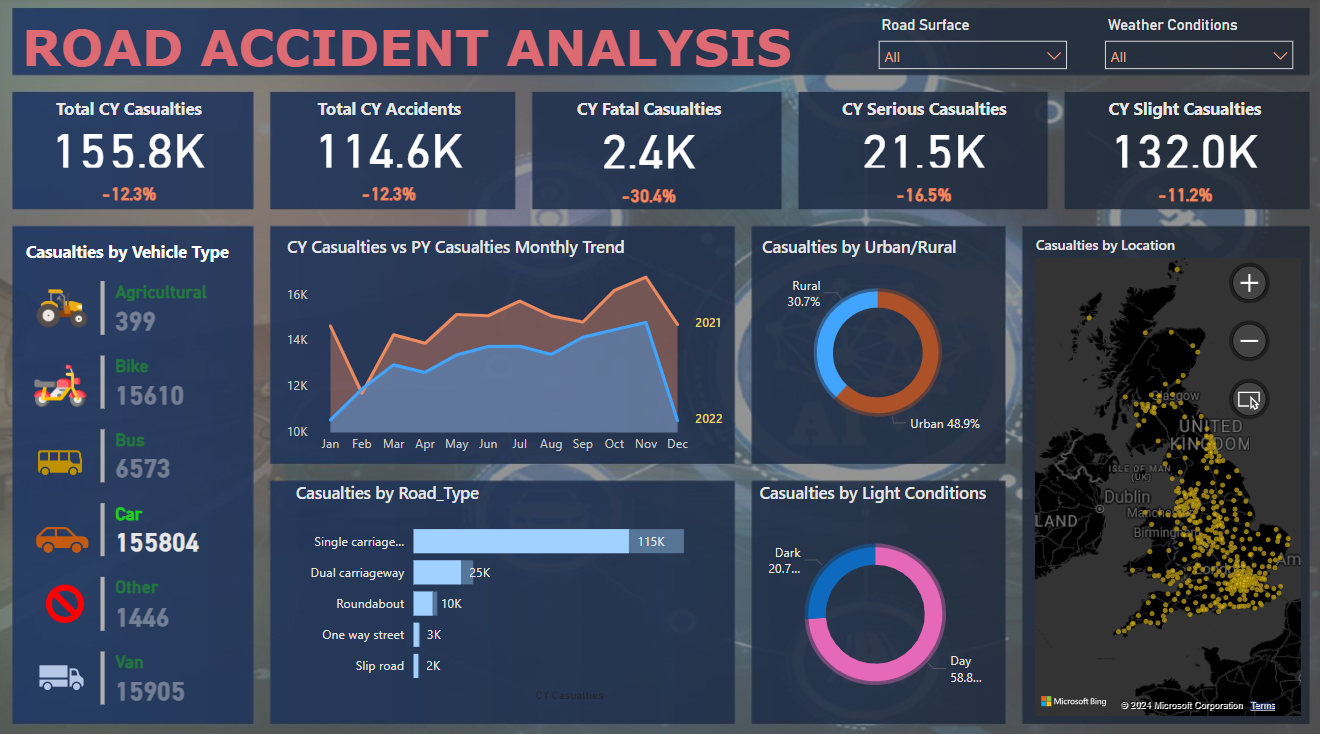 ROAD ACCIDENT ANALYSIS
Road Surface
All
Weather Conditions
All
Total CY Casualties
155.8K
-12.3%
Total CY Accidents
114.6K
-12.3%
CY Fatal Casualties
2.4K
-30.4%
CY Serious Casualties
21.5K
-16.5%
CY Slight Casualties
132.0K
-11.2%
Casualties by Vehicle Type
Agricultural
399
Bike
15610
Bus
6573
Car
155804
Other
1446
Van
15905
CY Casualties vs PY Casualties Monthly Trend
16K
14K
12K
10K
Jan Feb Mar Apr May Jun Jul Aug Sep Oct Nov Dec
2021
2022
Casualties by Road_Type
Single carriage... 115K
Dual carriageway 25K
Roundabout 10K
One way street 3K
Slip road 2K
CY Casualties
Casualties by Urban/Rural
Rural
30.7%
Urban 48.9%
Casualties by Light Conditions
Dark
20.7...
Day
58.8...
Casualties by Location
Glasgow
UNITED
KINGDOM
ISLE OF MAN
(UK)
Dublin
LAND
Birmingham
London
Am
Microsoft Bing
© 2024 Microsoft Corporation Terms